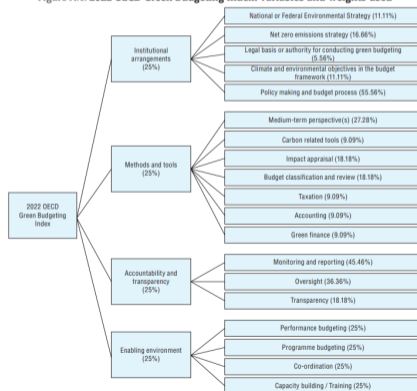 2022 OECD Green Budgeting Index: Variables and weights used
2022 OECD
Green Budgeting
Index
Institutional
arrangements
(25%)
National or Federal Environmental Strategy (11.11%)
Net zero emissions strategy (16.66%)
Legal basis or authority for conducting green budgeting
(5.56%)
Climate and environmental objectives in the budget
framework (11.11%)
Policy making and budget process (55.56%)
Methods and tools
(25%)
Medium-term perspective(s) (27.28%)
Carbon related tools (9.09%)
Impact appraisal (18.18%)
Budget classification and review (18.18%)
Taxation (9.09%)
Accounting (9.09%)
Green finance (9.09%)
Accountability and
transparency
(25%)
Monitoring and reporting (45.46%)
Oversight (36.36%)
Transparency (18.18%)
Enabling environment
(25%)
Performance budgeting (25%)
Programme budgeting (25%)
Co-ordination (25%)
Capacity building / Training (25%)